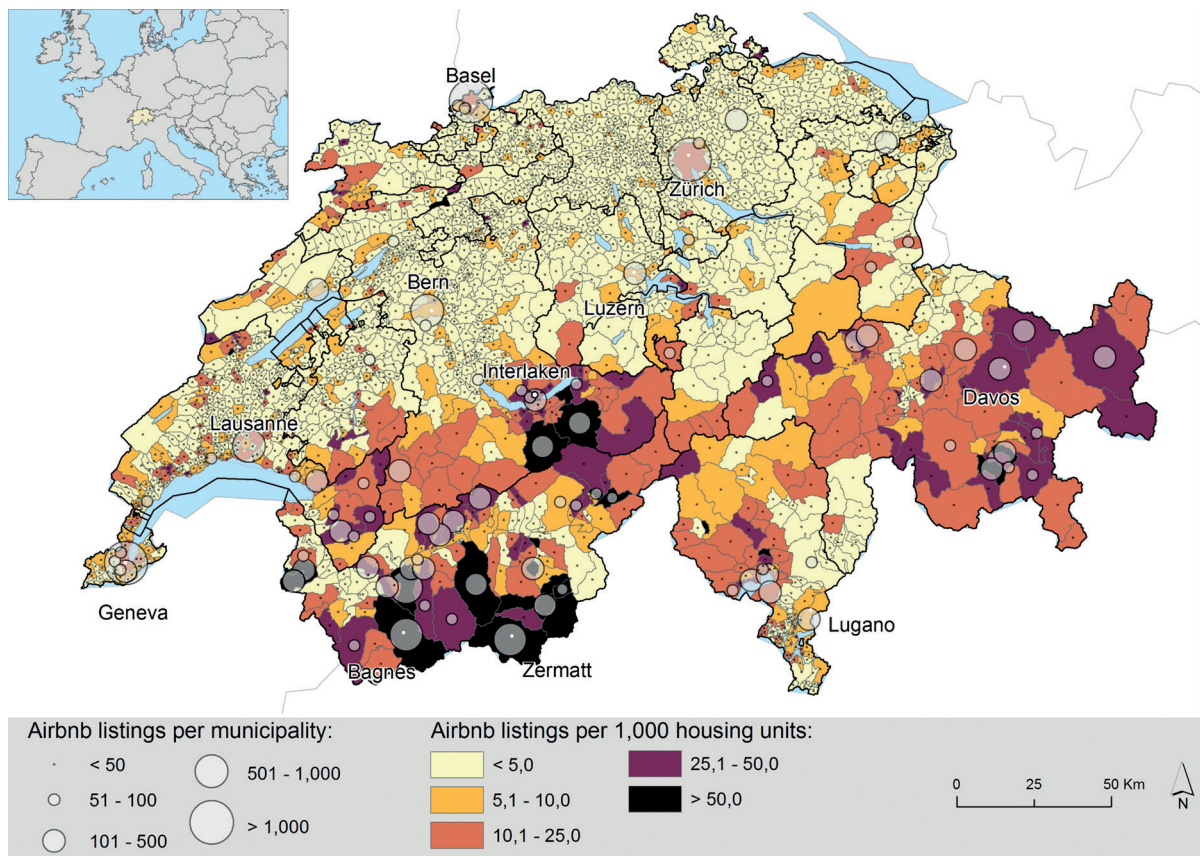 Basel
Zürich
Bern
Luzern
Interlaken
Davos
Lausanne
Geneva
Lugano
Bagnes
Zermatt
Airbnb listings per municipality:
< 50
51 - 100
101 - 500
501 - 1,000
> 1,000
Airbnb listings per 1,000 housing units:
< 5,0
5,1 - 10,0
10,1 - 25,0
25,1 - 50,0
> 50,0
0 25 50 Km
N